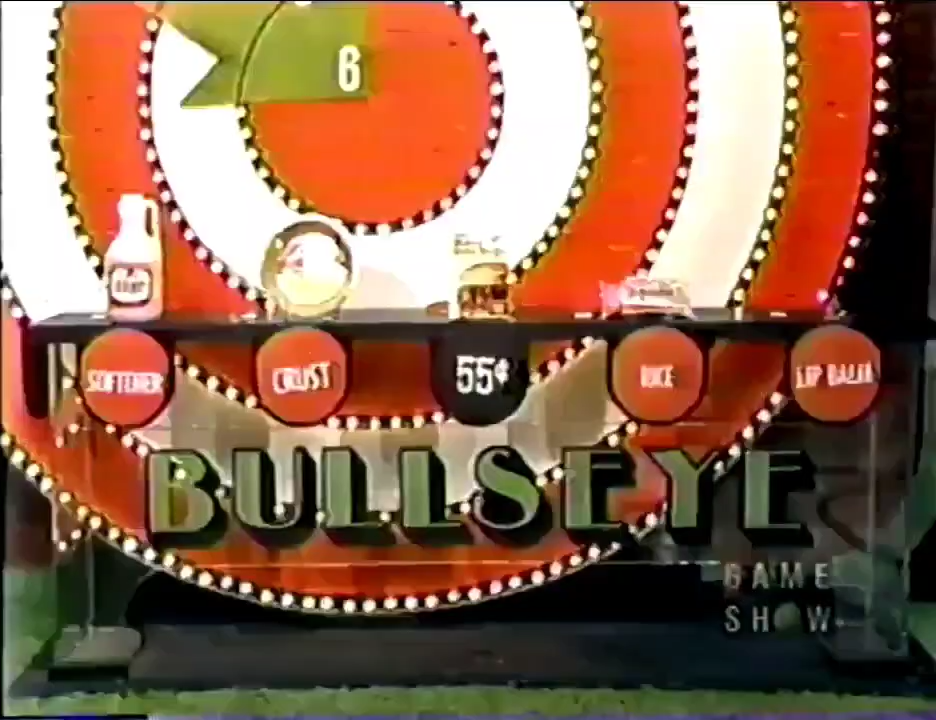 6
SOFTENER
CRUST
55¢
RICE
LIP BALM
BULLSEYE
GAME
SHOW